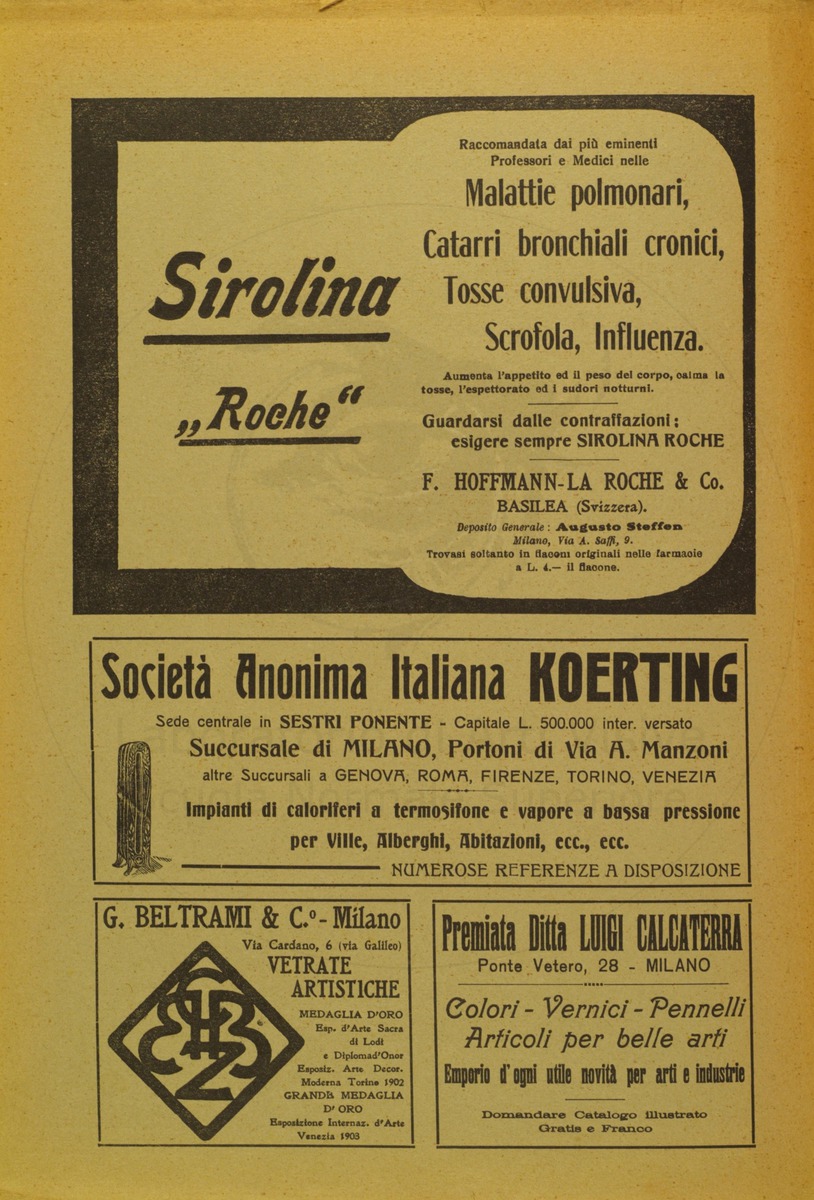 Sirolina
„Roche“
Raccomandata dai più eminenti
Professori e Medici nelle
Malattie polmonari,
Catarri bronchiali cronici,
Tosse convulsiva,
Scrofola, Influenza.
Aumenta l'appetito ed il peso del corpo, calma la
tosse, l'espettorato ed i sudori notturni.
Guardarsi dalle contraffazioni;
esigere sempre SIROLINA ROCHE
F. HOFFMANN-LA ROCHE & Co.
BASILEA (Svizzera).
Deposito Generale: Augusto Steffen
Milano, Via A. Saffi, 9.
Trovasi soltanto in flaconi originali nelle farmacie
a L. 4.— il flacone.
Società Anonima Italiana KOERTING
Sede centrale in SESTRI PONENTE - Capitale L. 500.000 inter. versato
Succursale di MILANO, Portoni di Via A. Manzoni
altre Succursali a GENOVA, ROMA, FIRENZE, TORINO, VENEZIA
Impianti di caloriferi a termosifone e vapore a bassa pressione
per Ville, Alberghi, Abitazioni, ecc., ecc.
NUMEROSE REFERENZE A DISPOSIZIONE
G. BELTRAMI & C.º - Milano
Via Cardano, 6 (via Galileo)
VETRATE
ARTISTICHE
MEDAGLIA D'ORO
Esp. d'Arte Sacra
di Lodi
e Diplomad'Onor
Esposiz. Arte Decor.
Moderna Torino 1902
GRANDE MEDAGLIA
D'ORO
Esposizione Internaz. d'Arte
Venezia 1903
Premiata Ditta LUIGI CALCATERRA
Ponte Vetero, 28 - MILANO
Colori - Vernici - Pennelli
Articoli per belle arti
Emporio d'ogni utile novità per arti e industrie
Domandare Catalogo illustrato
Gratis e Franco